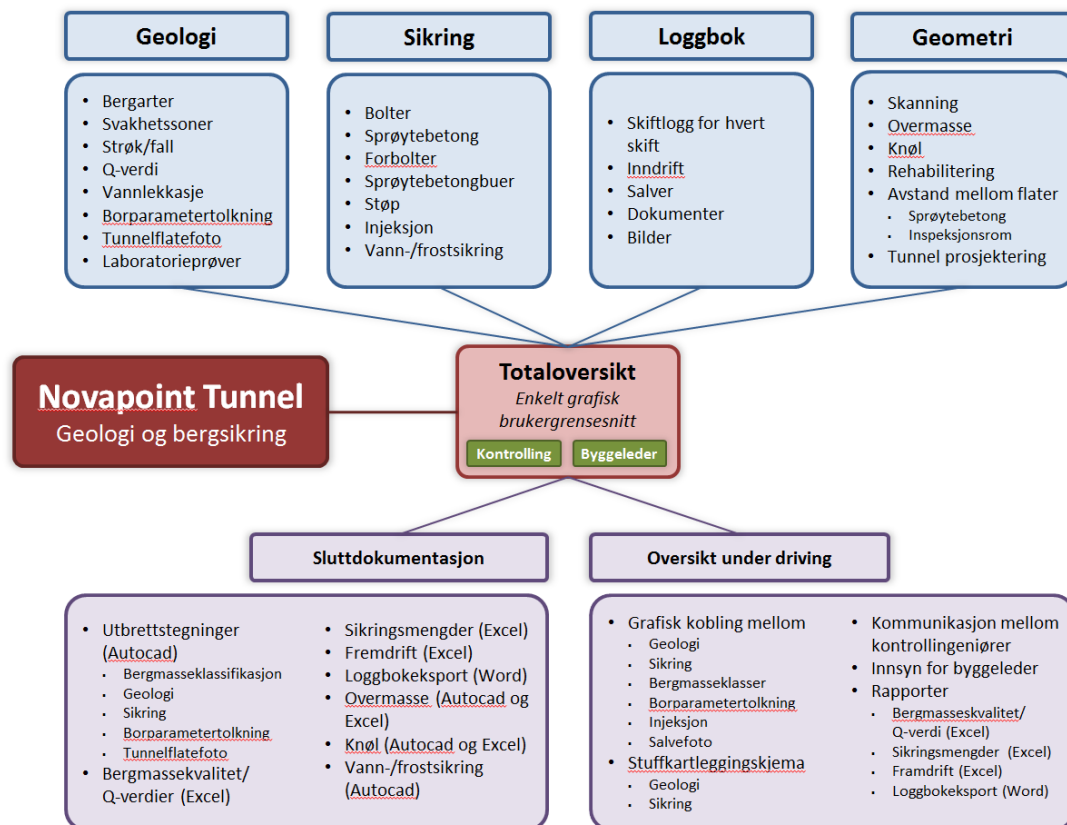 Geologi
Bergarter
Svakhetssoner
Strøk/fall
Q-verdi
Vannlekkasje
Borparametertolkning
Tunnelflatefoto
Laboratorieprøver
Sikring
Bolter
Sprøytebetong
Forbolter
Sprøytebetongbuer
Støp
Injeksjon
Vann-/frostsikring
Loggbok
Skiftlogg for hvert
skift
Inndrift
Salver
Dokumenter
Bilder
Geometri
Skanning
Overmasse
Knøl
Rehabilitering
Avstand mellom flater
Sprøytebetong
Inspeksjonsrom
Tunnel prosjektering
Novapoint Tunnel
Geologi og bergsikring
Totaloversikt
Enkelt grafisk
brukergrensesnitt
Kontrolling
Byggeleder
Sluttdokumentasjon
Utbrettstegninger
(Autocad)
Bergmasseklassifikasjon
Geologi
Sikring
Borparametertolkning
Tunnelflatefoto
Bergmassekvalitet/
Q-verdier (Excel)
Sikringsmengder (Excel)
Fremdrift (Excel)
Loggbokeksport (Word)
Overmasse (Autocad og
Excel)
Knøl (Autocad og Excel)
Vann-/frostsikring
(Autocad)
Oversikt under driving
Grafisk kobling mellom
Geologi
Sikring
Bergmasseklasser
Borparametertolkning
Injeksjon
Salvefoto
Stuffkartleggingskjema
Geologi
Sikring
Kommunikasjon mellom
kontrollingeniører
Innsyn for byggeleder
Rapporter
Bergmasseskvalitet/
Q-verdi (Excel)
Sikringsmengder (Excel)
Framdrift (Excel)
Loggbokeksport (Word)